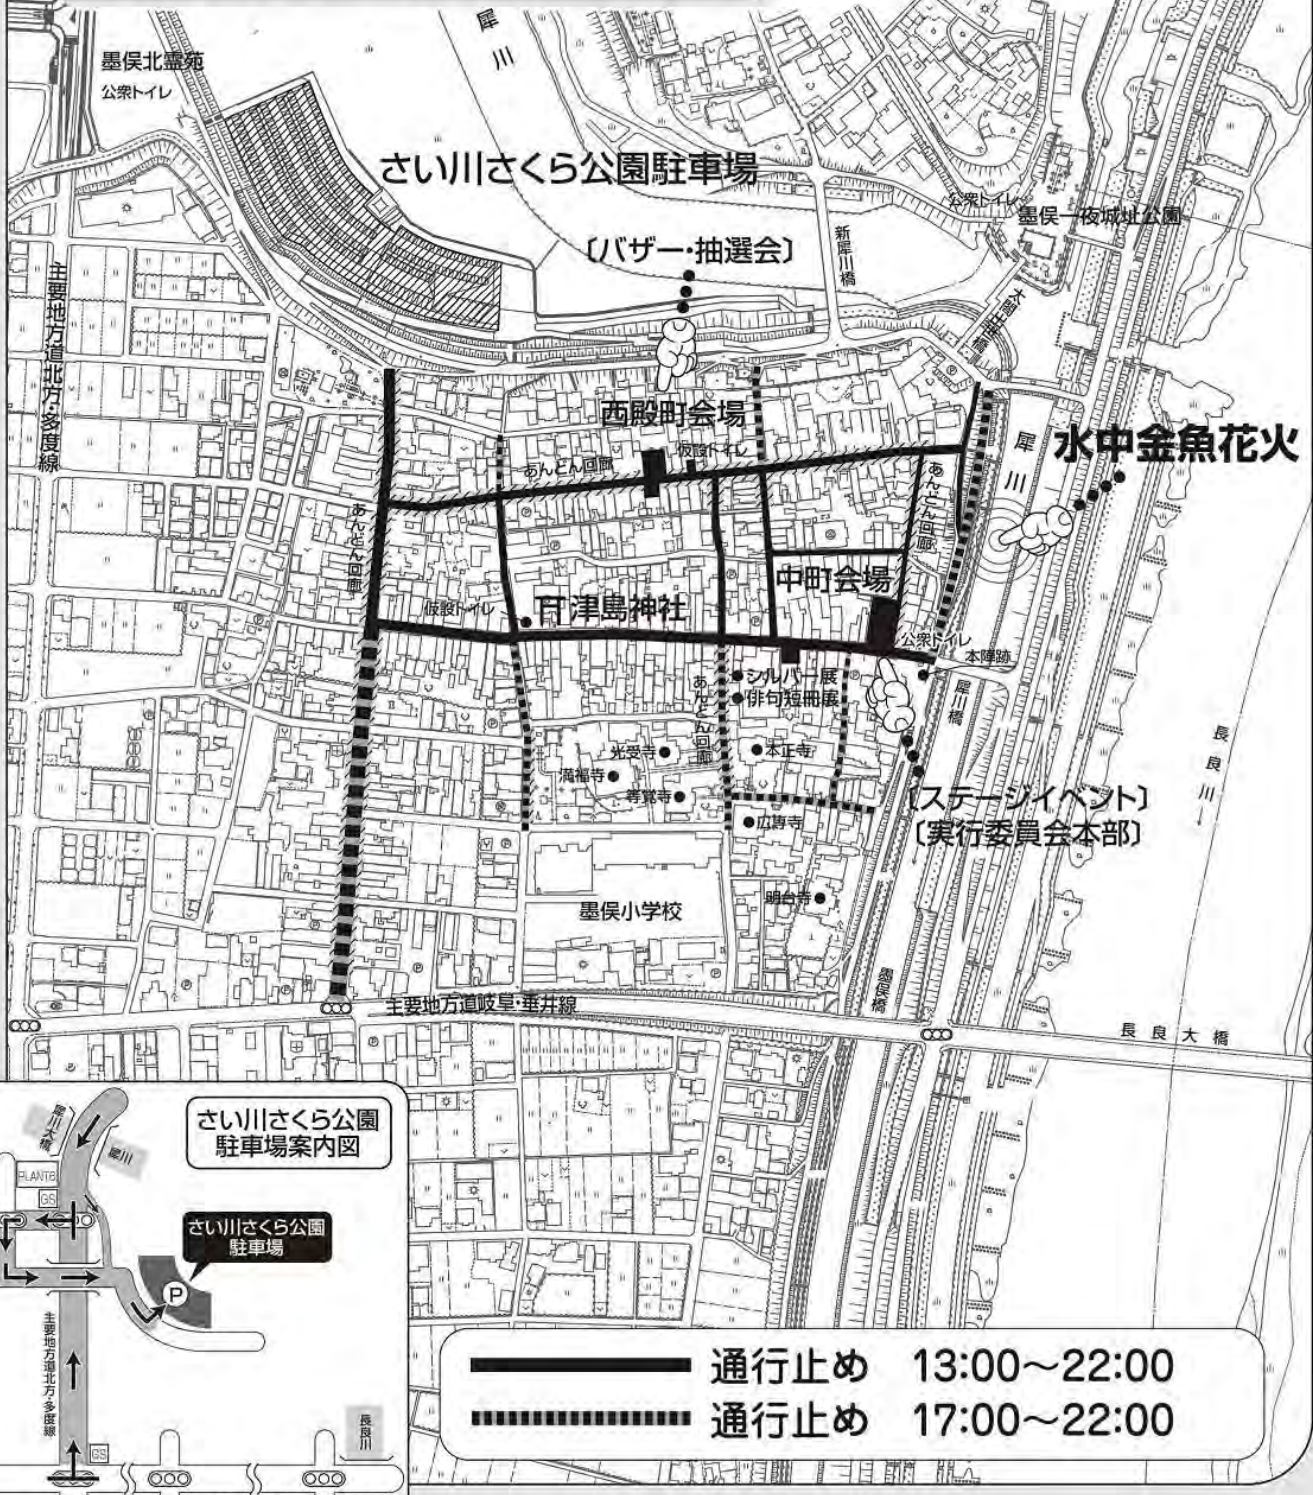 犀川
墨俣北霊苑
公衆トイレ
さい川さくら公園駐車場
公衆トイレ
墨俣一夜城址公園
〔バザー・抽選会〕
新犀川橋
主要地方道北方・多度線
西殿町会場
仮設トイレ
あんどん回廊
あんどん回廊
犀川
水中金魚花火
あんどん回廊
中町会場
仮設トイレ
津島神社
公衆トイレ
本陣跡
犀川橋
シルバー展
俳句短冊展
あんどん回廊
光受寺
本正寺
満福寺
等覚寺
広専寺
長良川
〔ステージイベント〕
〔実行委員会本部〕
明台寺
墨俣小学校
墨俣橋
主要地方道岐阜・垂井線
長良大橋
さい川さくら公園
駐車場案内図
犀川大橋
犀川
PLANT6
GS
さい川さくら公園
駐車場
P
主要地方道北方・多度線
GS
長良川
通行止め 13:00～22:00
通行止め 17:00～22:00